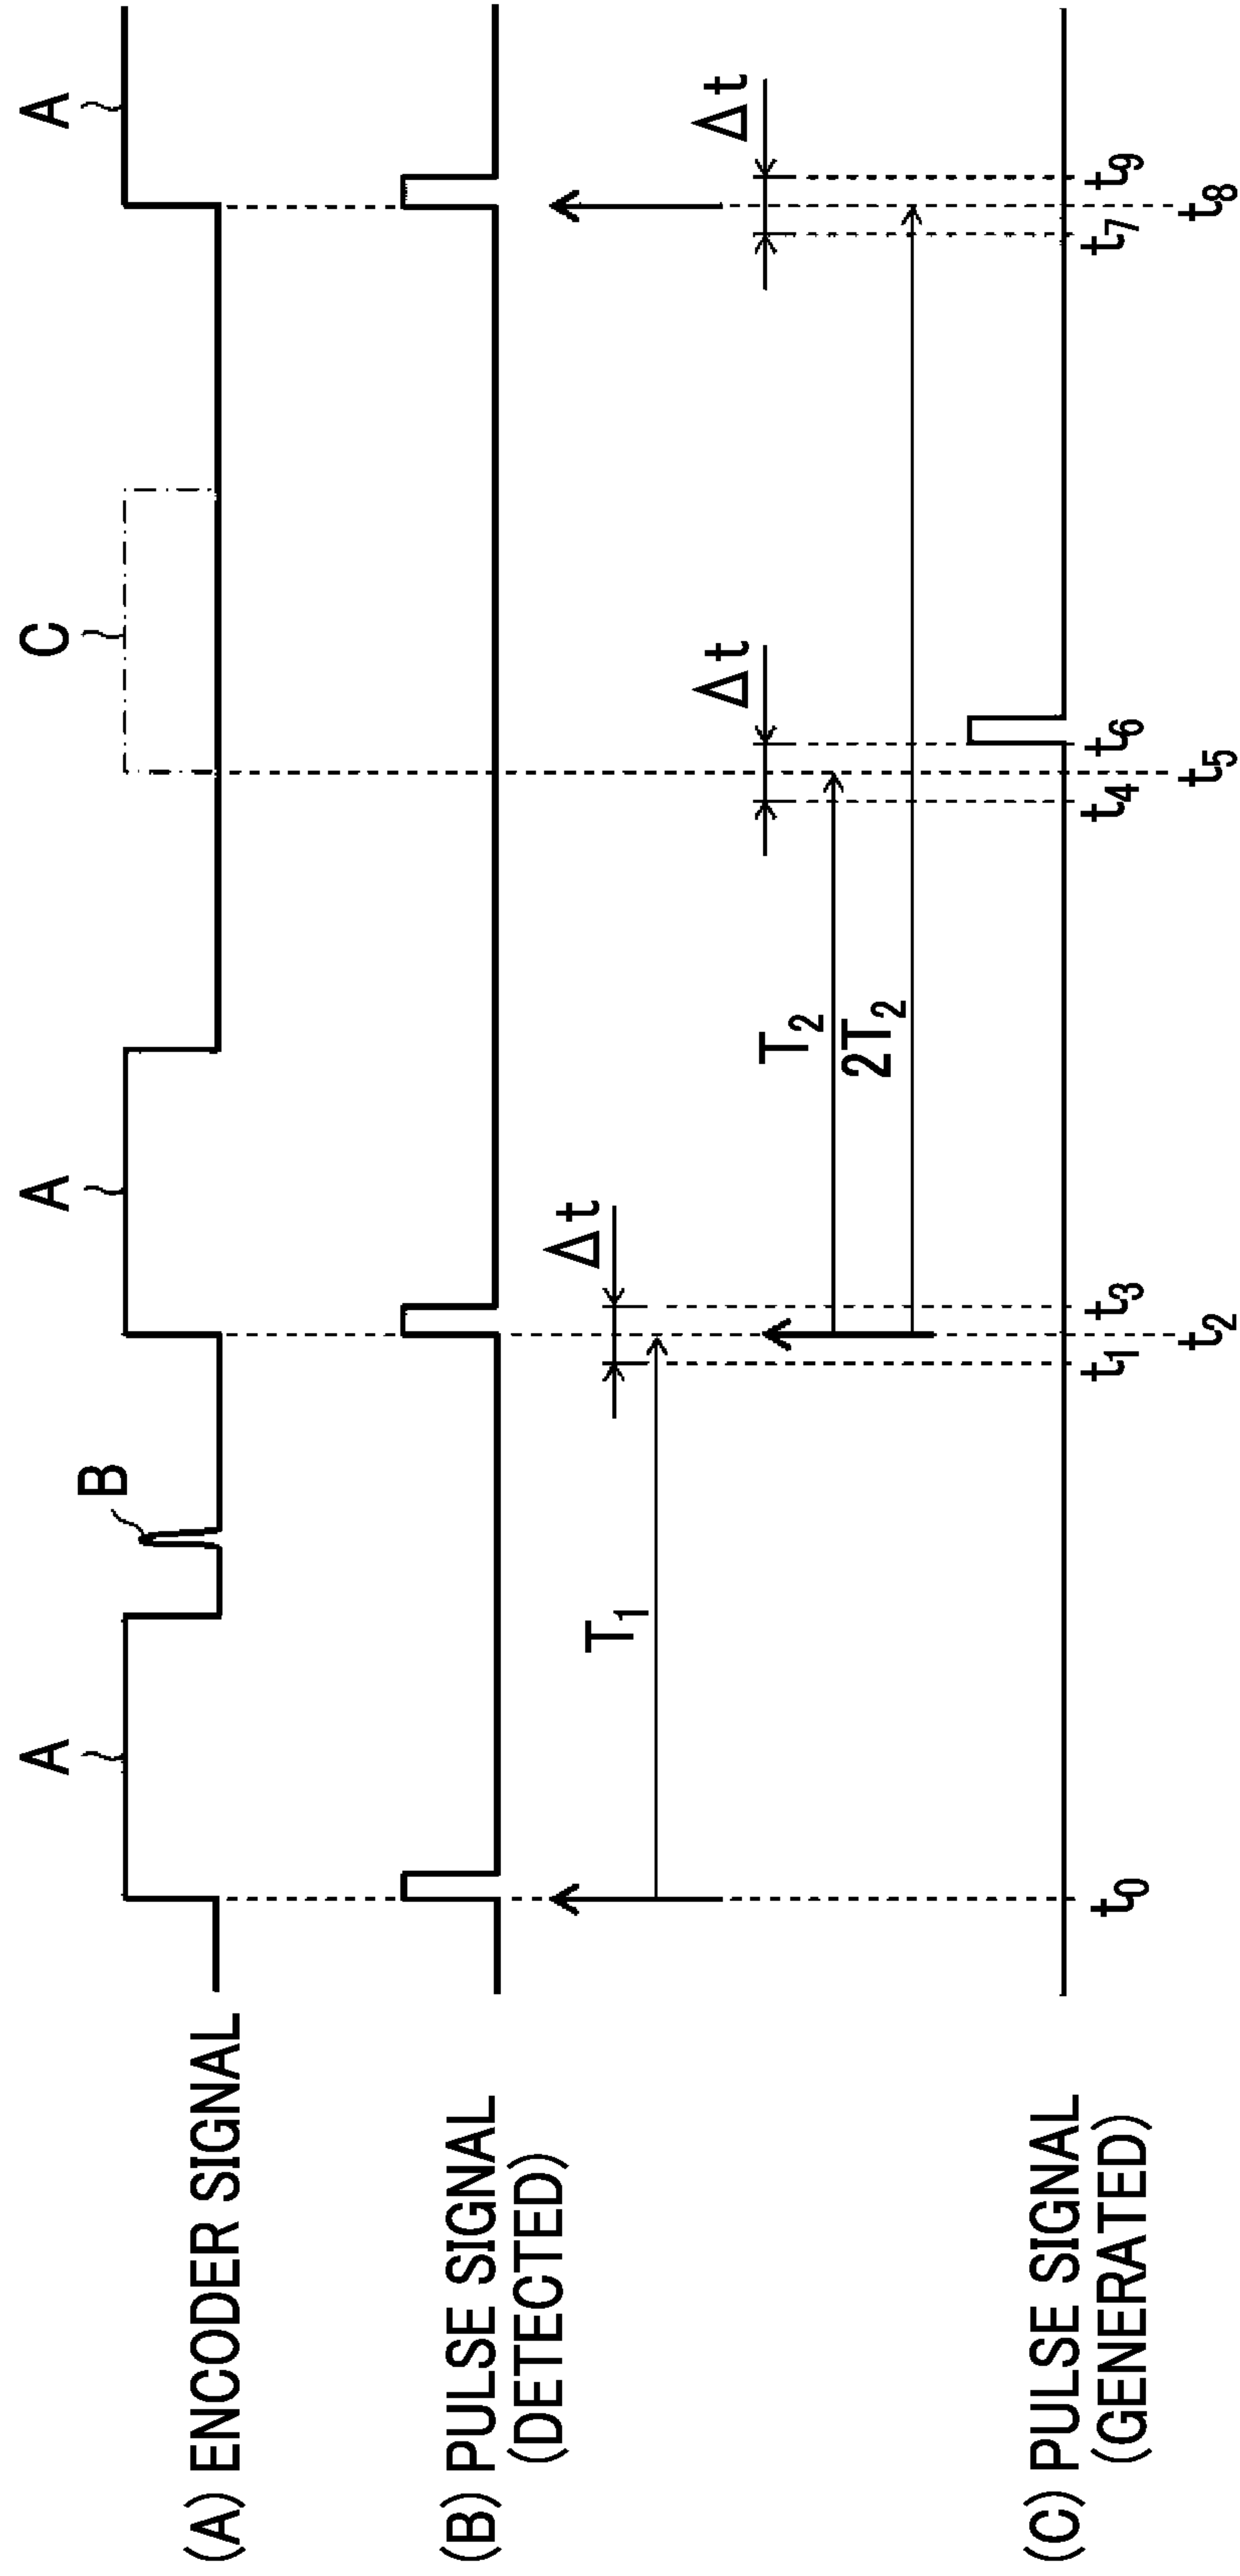 A
B
A
C
A
(A) ENCODER SIGNAL
(B) PULSE SIGNAL
(DETECTED)
T1
Δt
Δt
Δt
T2
2T2
(C) PULSE SIGNAL
(GENERATED)
t0
t1
t2
t3
t4
t5
t6
t7
t8
t9